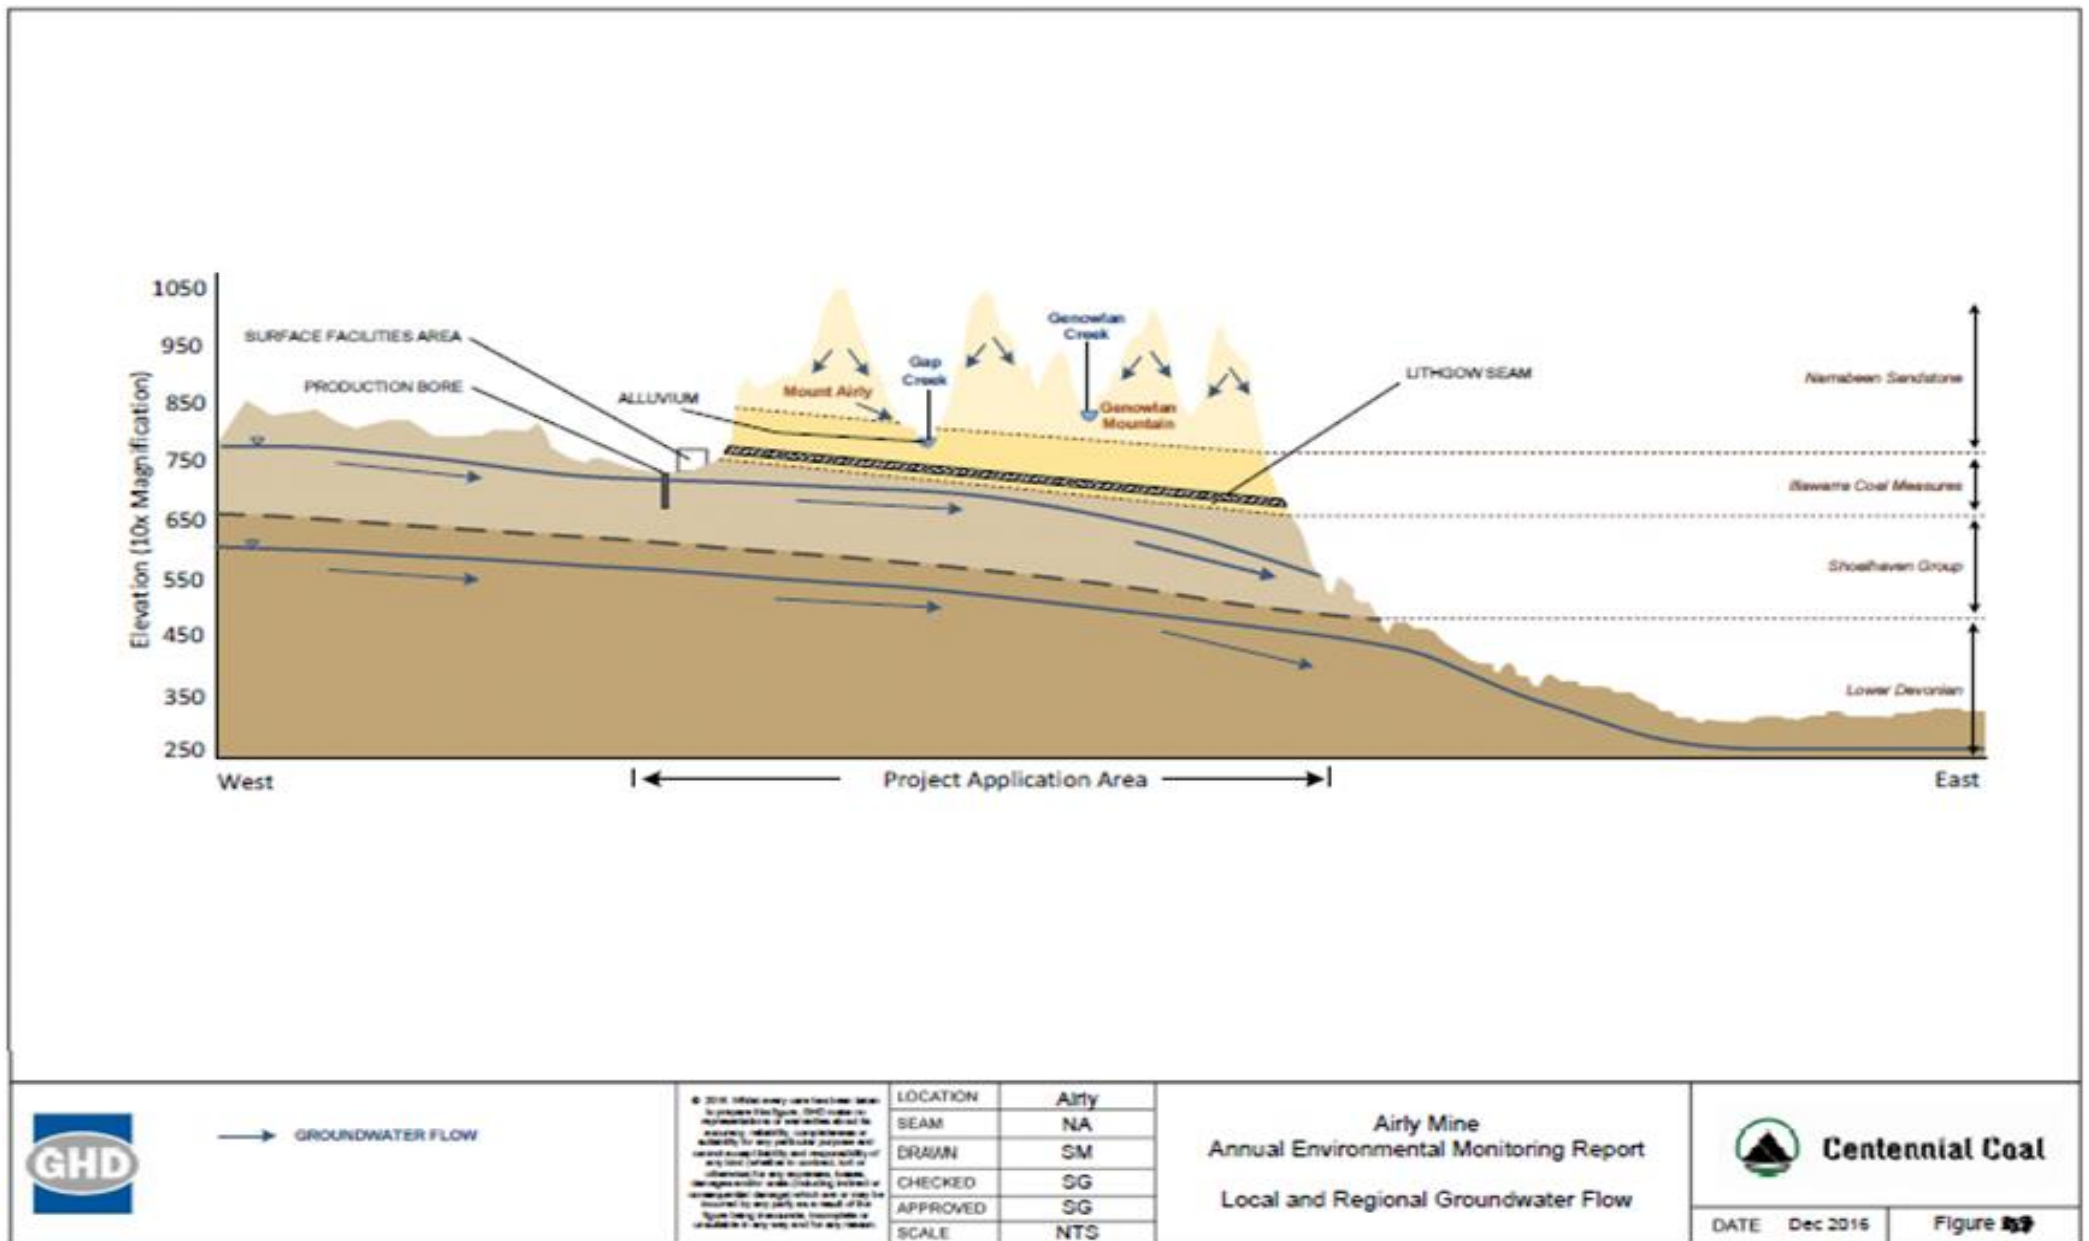 1050
950
850
750
650
550
450
350
250
Elevation (10x Magnification)
SURFACE FACILITIES AREA
PRODUCTION BORE
ALLUVIUM
Mount Airly
Gap
Creek
Genowlan
Creek
Genowlan
Mountain
LITHGOW SEAM
Narrabeen Sandstone
Illawarra Coal Measures
Shoalhaven Group
Lower Devonian
West
Project Application Area
East
GHD
GROUNDWATER FLOW
LOCATION Airly
SEAM NA
DRAWN SM
CHECKED SG
APPROVED SG
SCALE NTS
Airly Mine
Annual Environmental Monitoring Report
Local and Regional Groundwater Flow
Centennial Coal
DATE Dec 2016
Figure